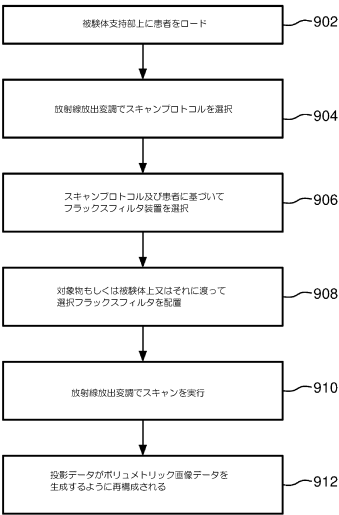 被験体支持部上に患者をロード
902
放射線放出変調でスキャンプロトコルを選択
904
スキャンプロトコル及び患者に基づいて
フラックスフィルタ装置を選択
906
対象物もしくは被験体上又はそれに渡って
選択フラックスフィルタを配置
908
放射線放出変調でスキャンを実行
910
投影データがボリュメトリック画像データを
生成するように再構成される
912